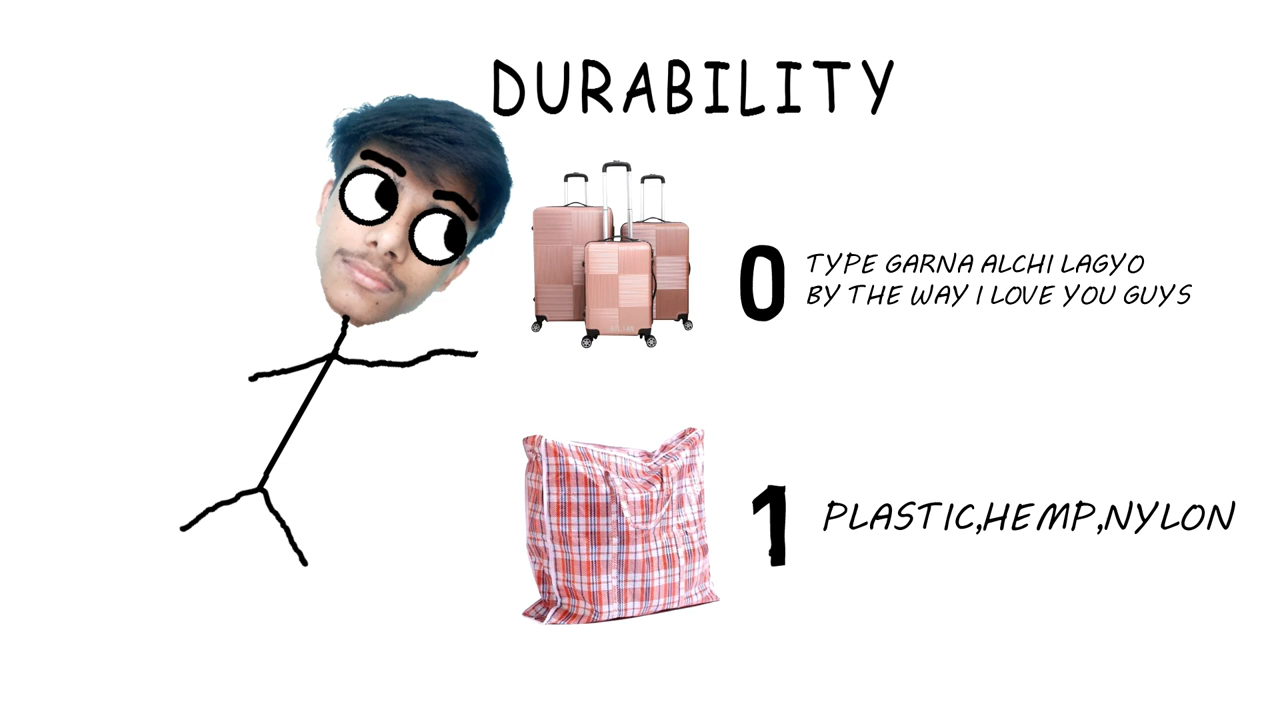 DURABILITY
0
TYPE GARNA ALCHI LAGYO
BY THE WAY I LOVE YOU GUYS
1
PLASTIC,HEMP,NYLON